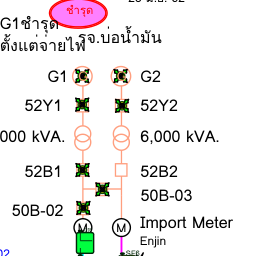 ชำรุด
G1ชำรุด
รจ.บ่อน้ำมัน
ตั้งแต่จ่ายไฟ
G1 G2
52Y1 52Y2
000 kVA. 6,000 kVA.
52B1 52B2
50B-03
50B-02
M M
Import Meter
Enjin